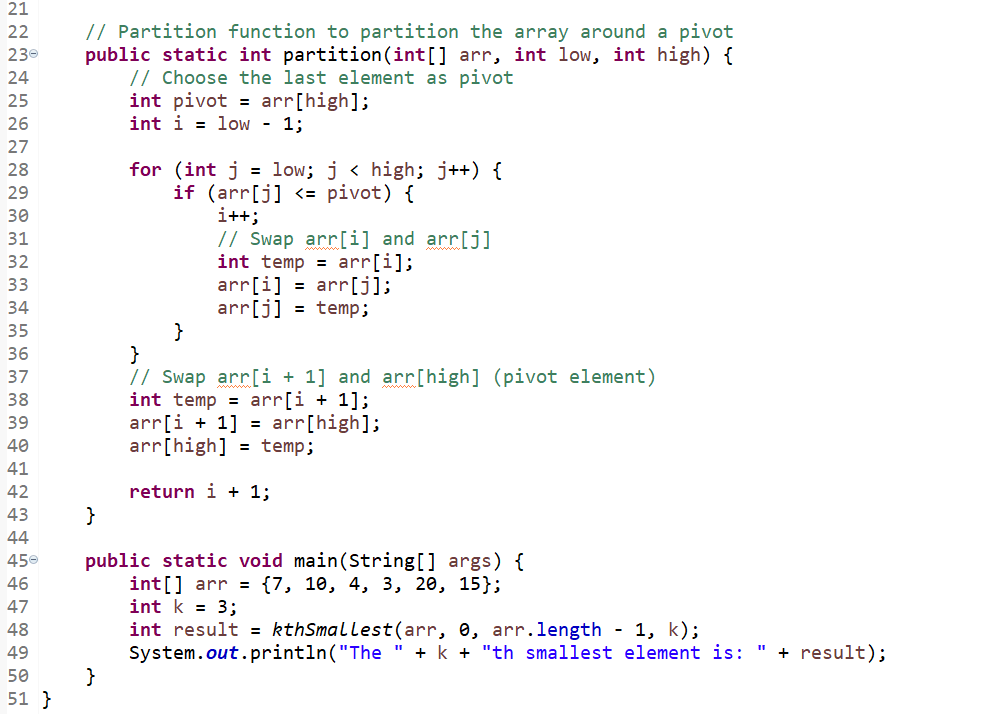 21
22     // Partition function to partition the array around a pivot
23     public static int partition(int[] arr, int low, int high) {
24         // Choose the last element as pivot
25         int pivot = arr[high];
26         int i = low - 1;
27
28         for (int j = low; j < high; j++) {
29             if (arr[j] <= pivot) {
30                 i++;
31                 // Swap arr[i] and arr[j]
32                 int temp = arr[i];
33                 arr[i] = arr[j];
34                 arr[j] = temp;
35             }
36         }
37         // Swap arr[i + 1] and arr[high] (pivot element)
38         int temp = arr[i + 1];
39         arr[i + 1] = arr[high];
40         arr[high] = temp;
41
42         return i + 1;
43     }
44
45     public static void main(String[] args) {
46         int[] arr = {7, 10, 4, 3, 20, 15};
47         int k = 3;
48         int result = kthSmallest(arr, 0, arr.length - 1, k);
49         System.out.println("The " + k + "th smallest element is: " + result);
50     }
51 }